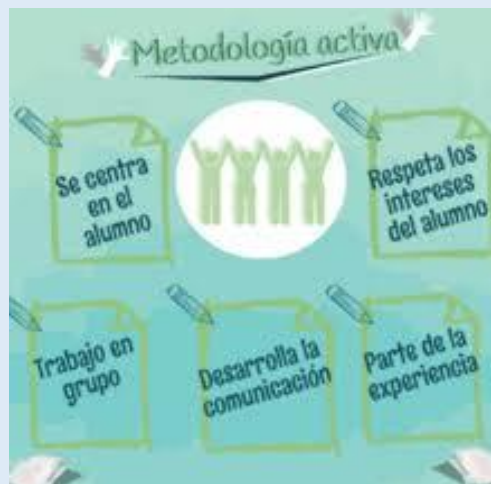 Metodología activa
Se centra
en el
alumno
Respeta los
intereses
del alumno
Trabajo en
grupo
Desarrolla la
comunicación
Parte de la
experiencia